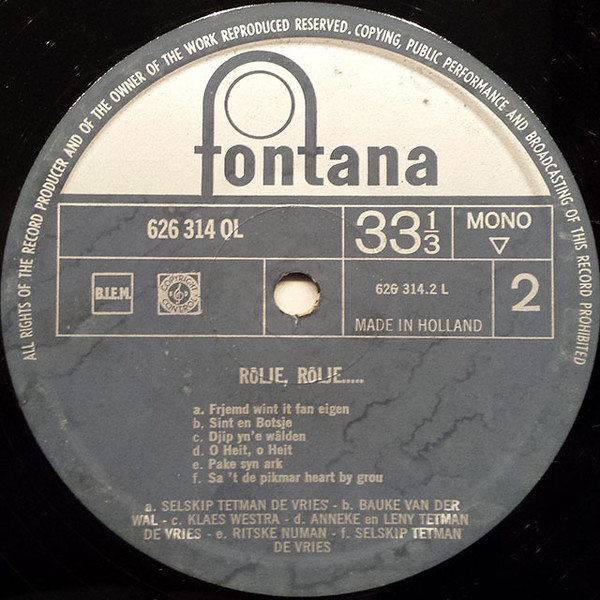 ALL RIGHTS OF THE RECORD PRODUCER AND OF THE OWNER OF THE WORK REPRODUCED RESERVED. COPYING, PUBLIC PERFORMANCE AND BROADCASTING OF THIS RECORD PROHIBITED
fontana
626 314 QL
33 1/3
MONO
B.I.E.M.
COPYRIGHT
626 314.2 L
2
MADE IN HOLLAND
RÔLJE, RÔLJE.....
a. Frjemd wint it fan eigen
b. Sint en Botsje
c. Djip yn'e wâlden
d. O Heit, o Heit
e. Pake syn ark
f. Sa 't de pikmar heart by grou
a. SELSKIP TETMAN DE VRIES - b. BAUKE VAN DER
WAL - c. KLAES WESTRA - d. ANNEKE en LENY TETMAN
DE VRIES - e. RITSKE NUMAN - f. SELSKIP TETMAN
DE VRIES